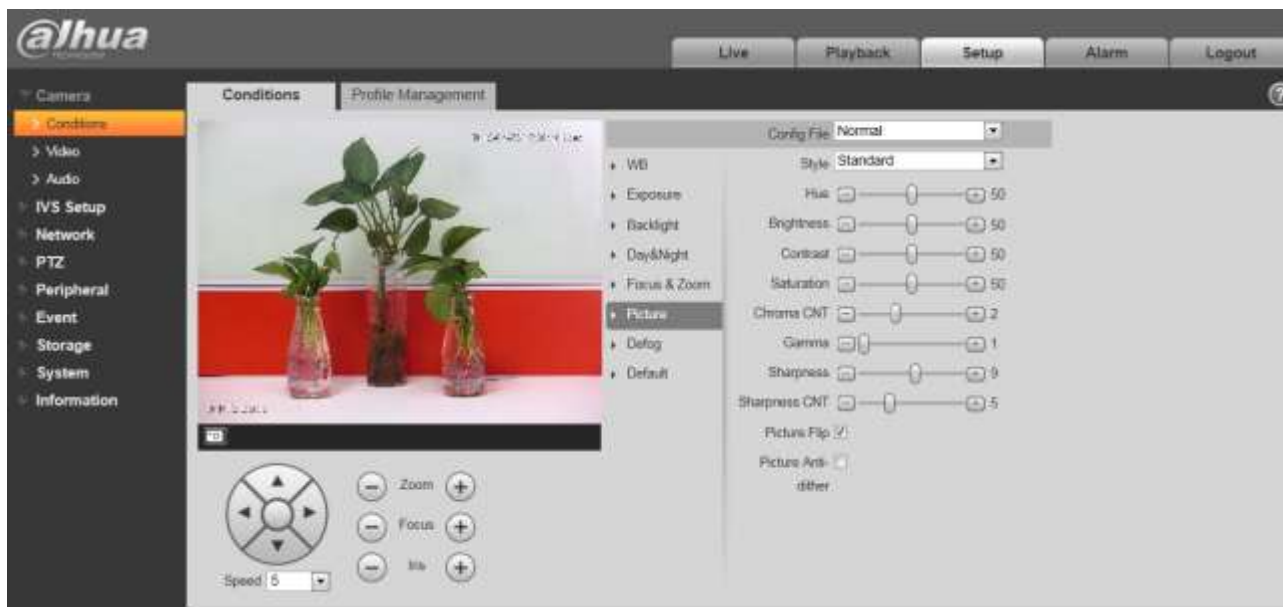 alhua
TECHNOLOGY
Live
Playback
Setup
Alarm
Logout
Camera
Conditions
Video
Audio
IVS Setup
Network
PTZ
Peripheral
Event
Storage
System
Information
Conditions
Profile Management
WB
Exposure
Backlight
Day&Night
Focus & Zoom
Picture
Defog
Default
Config File Normal
Style Standard
Hue 50
Brightness 50
Contrast 50
Saturation 50
Chroma CNT 2
Gamma 1
Sharpness 9
Sharpness CNT 5
Picture Flip
Picture Anti-
dither
Zoom
Focus
Iris
Speed 5